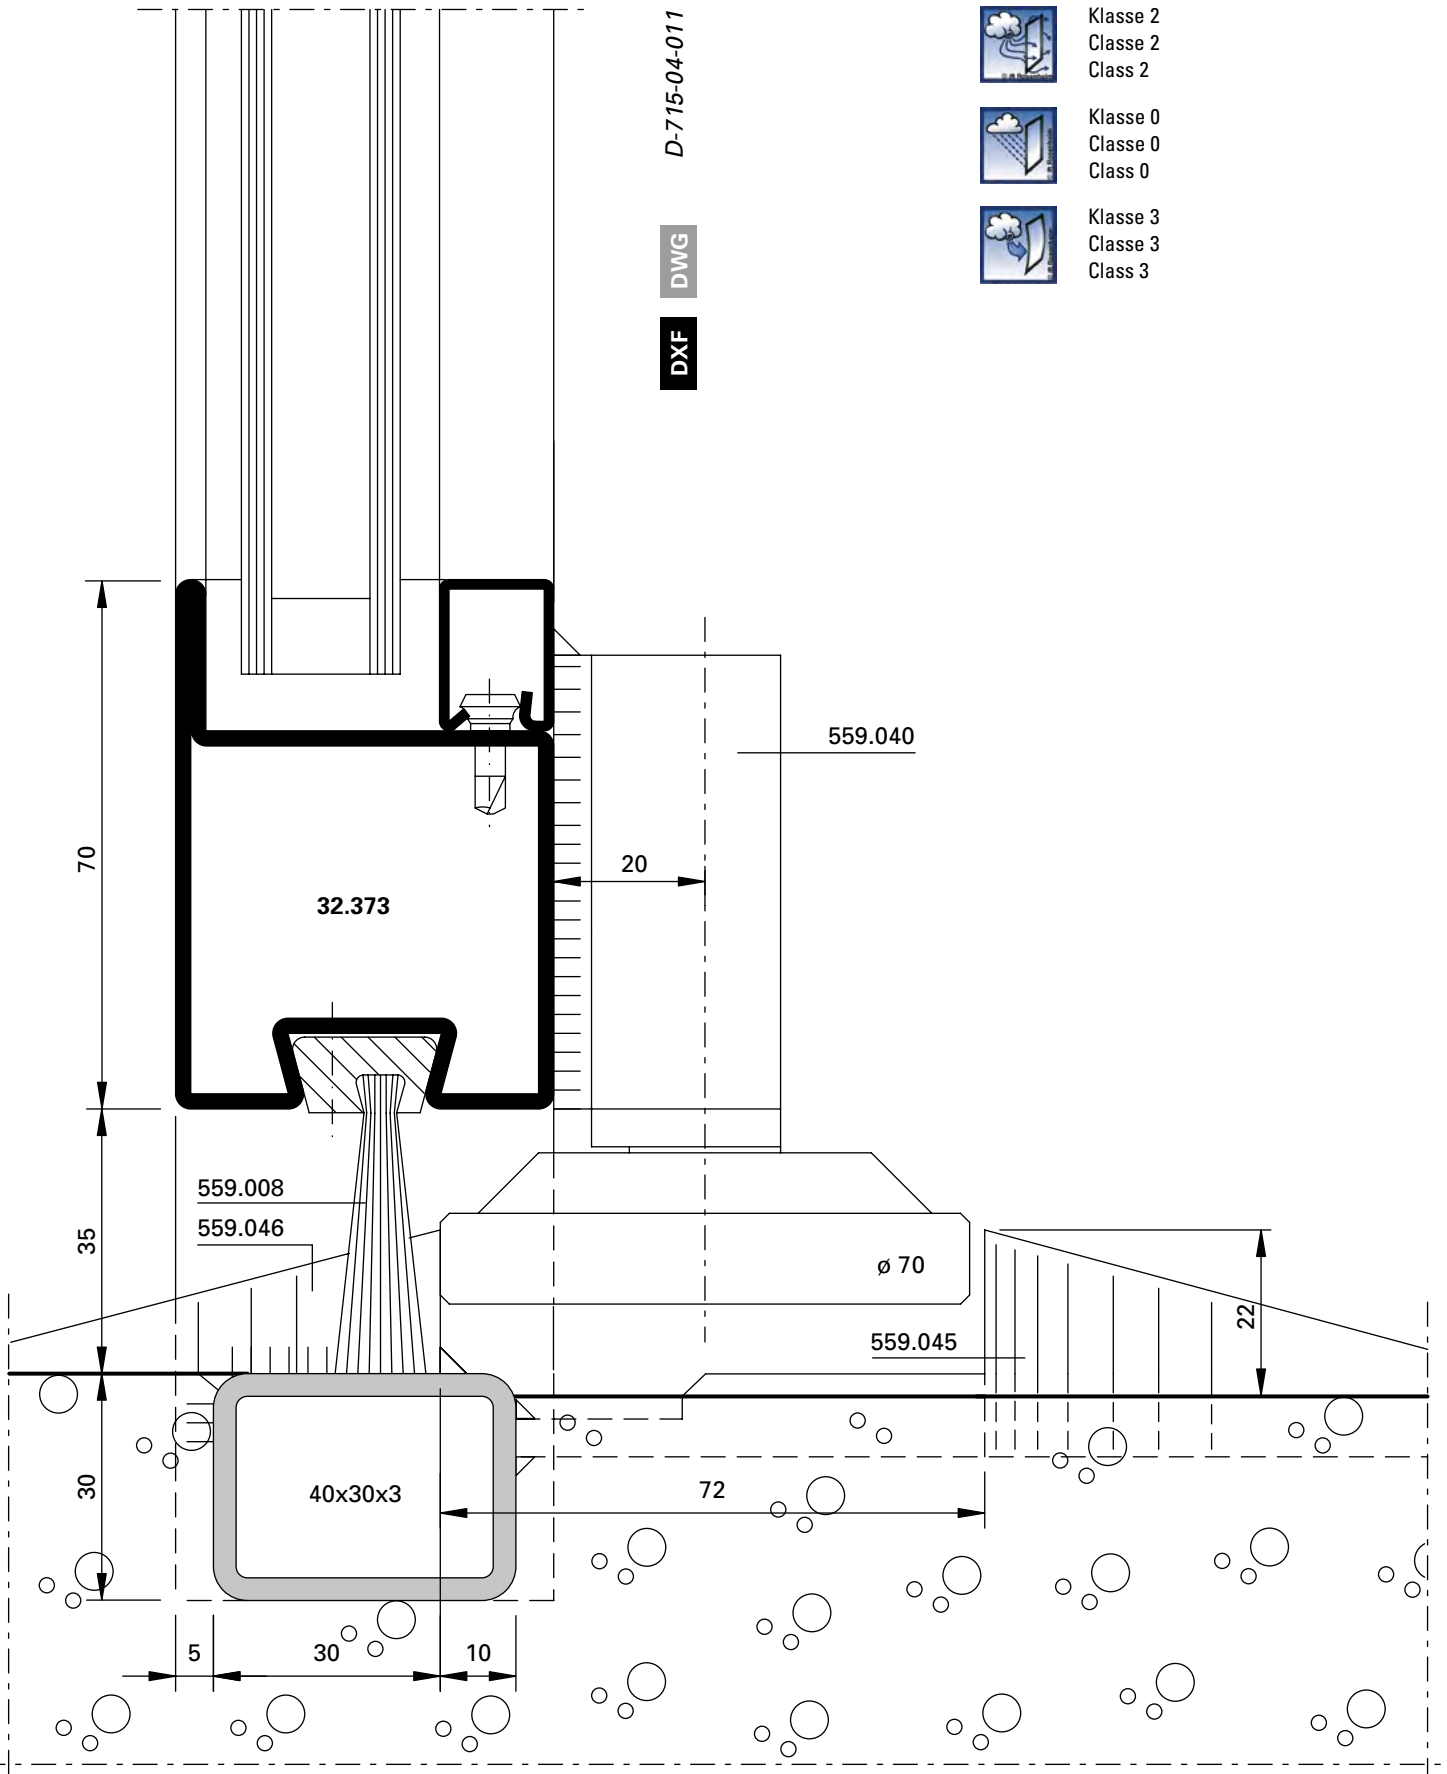 D-715-04-011
DWG
DXF
Klasse 2
Classe 2
Class 2
Klasse 0
Classe 0
Class 0
Klasse 3
Classe 3
Class 3
559.040
70
20
32.373
559.008
559.046
35
ø 70
22
559.045
30
40x30x3
72
5
30
10